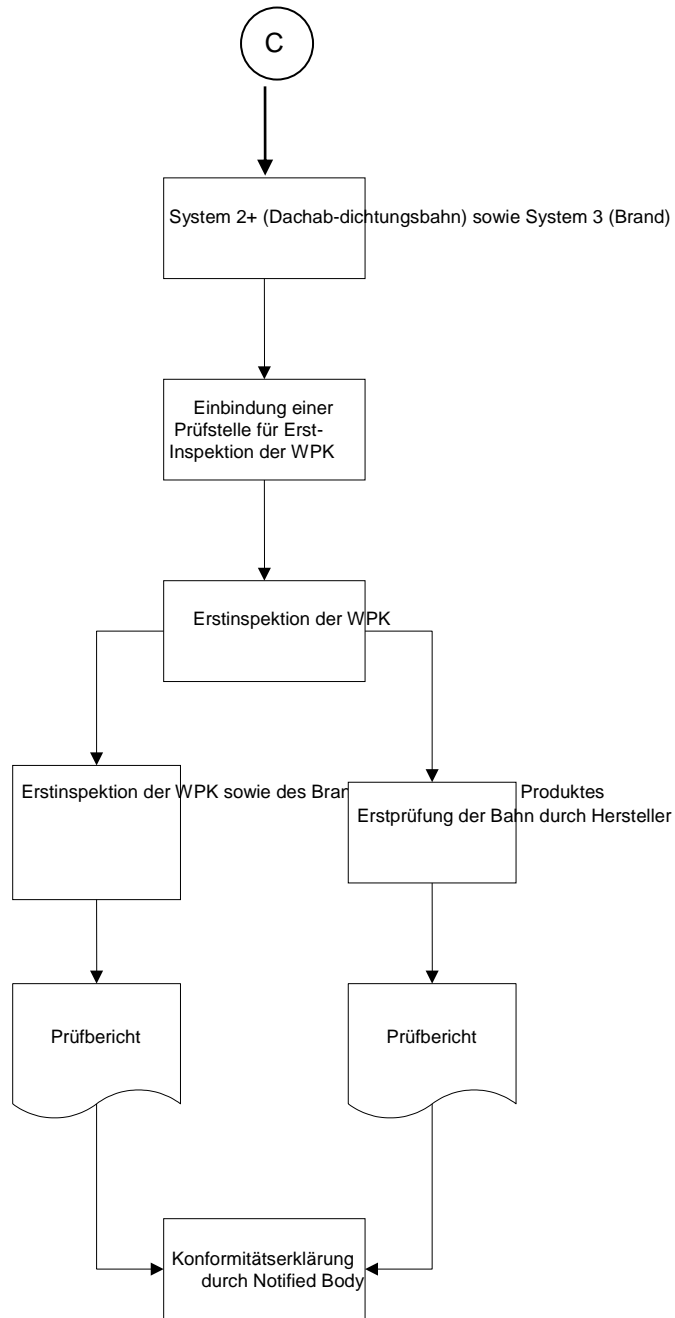 C
System 2+ (Dachab-dichtungsbahn) sowie System 3 (Brand)
Einbindung einer
Prüfstelle für Erst-
Inspektion der WPK
Erstinspektion der WPK
Erstinspektion der WPK sowie des Bran
Produktes
Erstprüfung der Bahn durch Hersteller
Prüfbericht
Prüfbericht
Konformitätserklärung
durch Notified Body